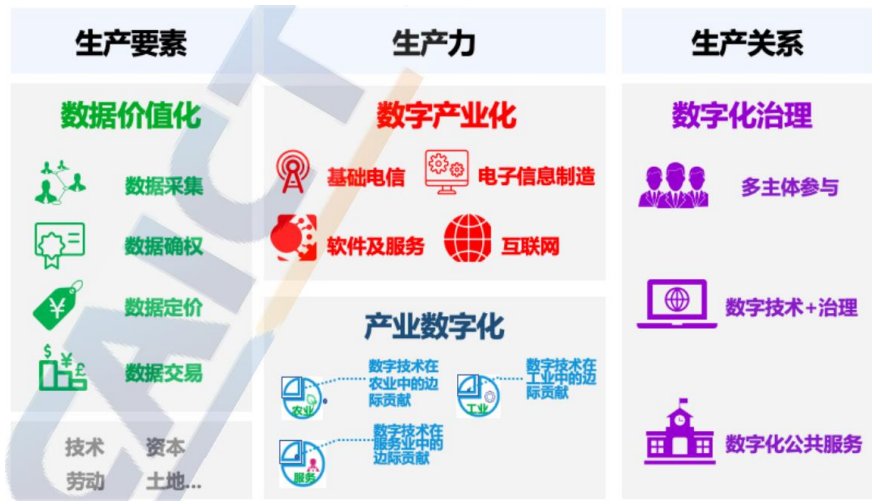 生产要素
数据价值化
数据采集
数据确权
¥
数据定价
$ ¥ £
数据交易
技术 资本
劳动 土地...
生产力
数字产业化
基础电信 电子信息制造
软件及服务 互联网
产业数字化
农业
数字技术在
农业中的边
际贡献
工业
数字技术在
工业中的边
际贡献
服务
数字技术在
服务业中的
边际贡献
生产关系
数字化治理
多主体参与
数字技术+治理
数字化公共服务
CAICT